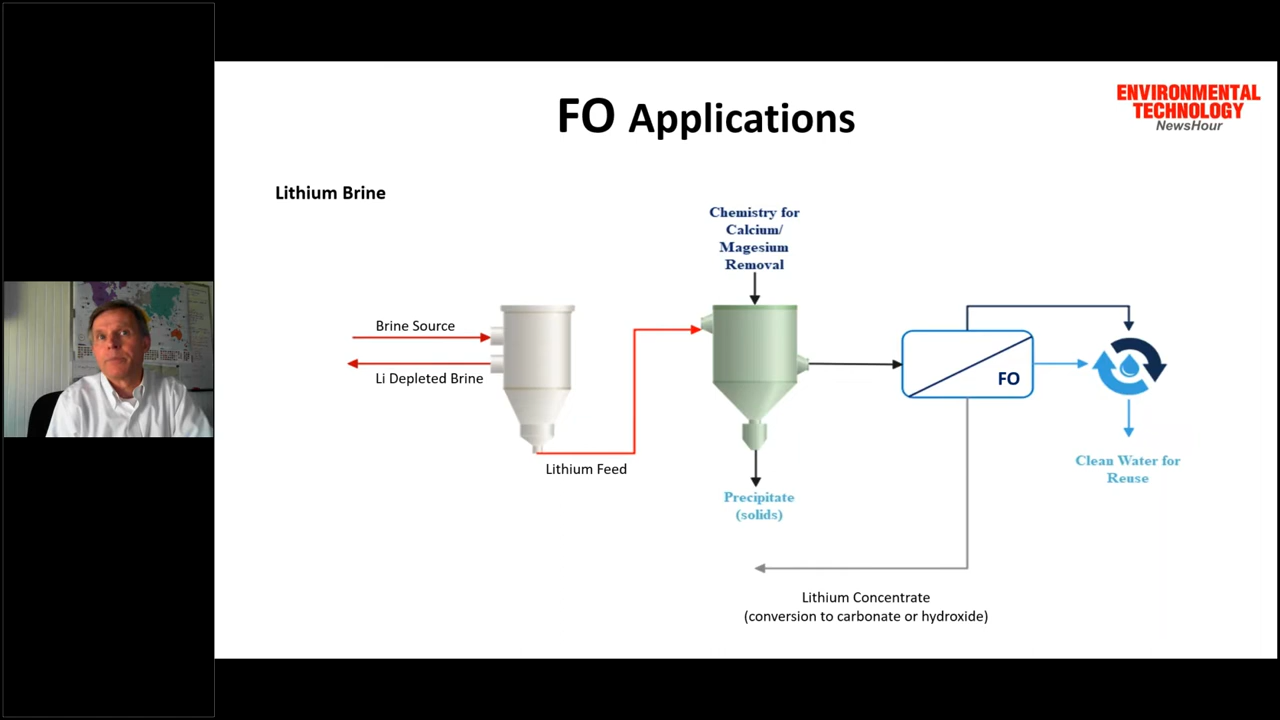 FO Applications
ENVIRONMENTAL
TECHNOLOGY
NewsHour
Lithium Brine
Chemistry for
Calcium/
Magesium
Removal
Brine Source
Li Depleted Brine
FO
Lithium Feed
Clean Water for
Reuse
Precipitate
(solids)
Lithium Concentrate
(conversion to carbonate or hydroxide)